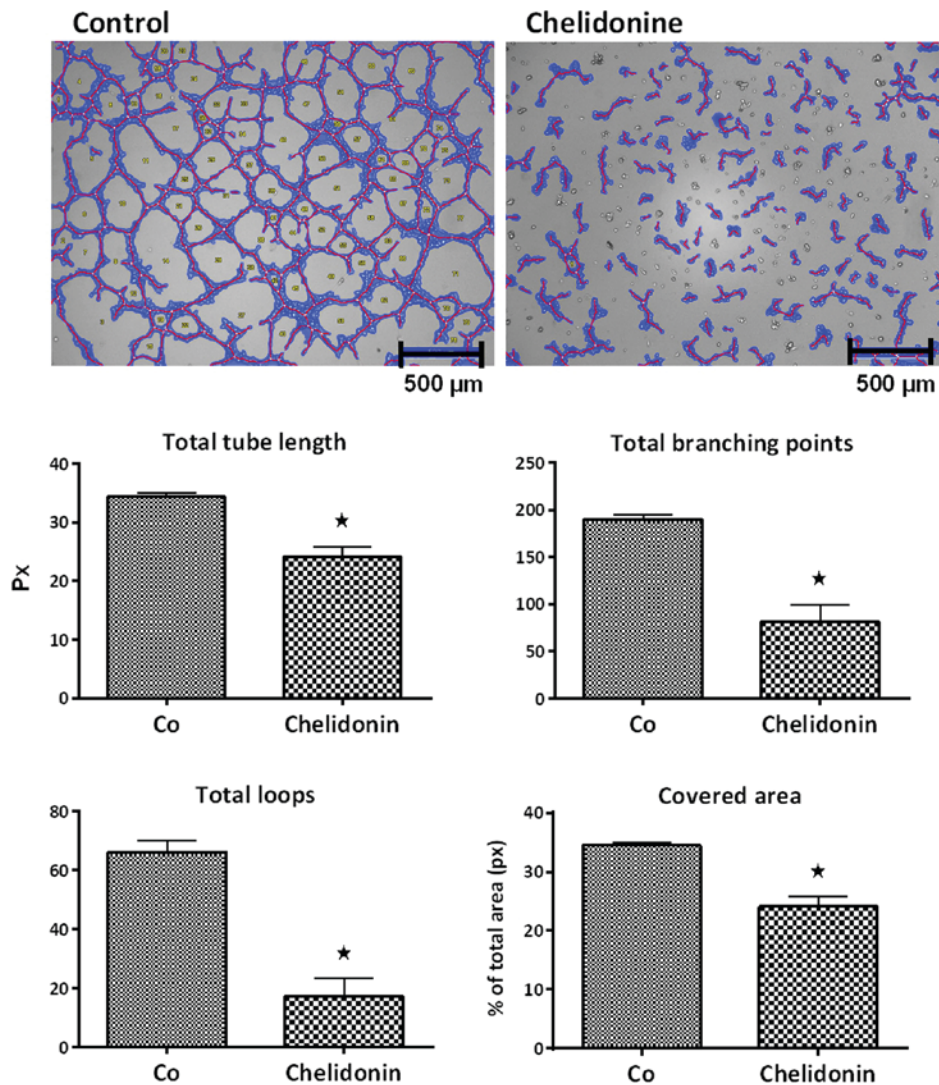 Control
Chelidonine
500 µm
500 µm
Total tube length
Px
40
30
20
10
0
★
Co
Chelidonin
Total branching points
250
200
150
100
50
0
★
Co
Chelidonin
Total loops
80
60
40
20
0
★
Co
Chelidonin
Covered area
% of total area (px)
40
30
20
10
0
★
Co
Chelidonin